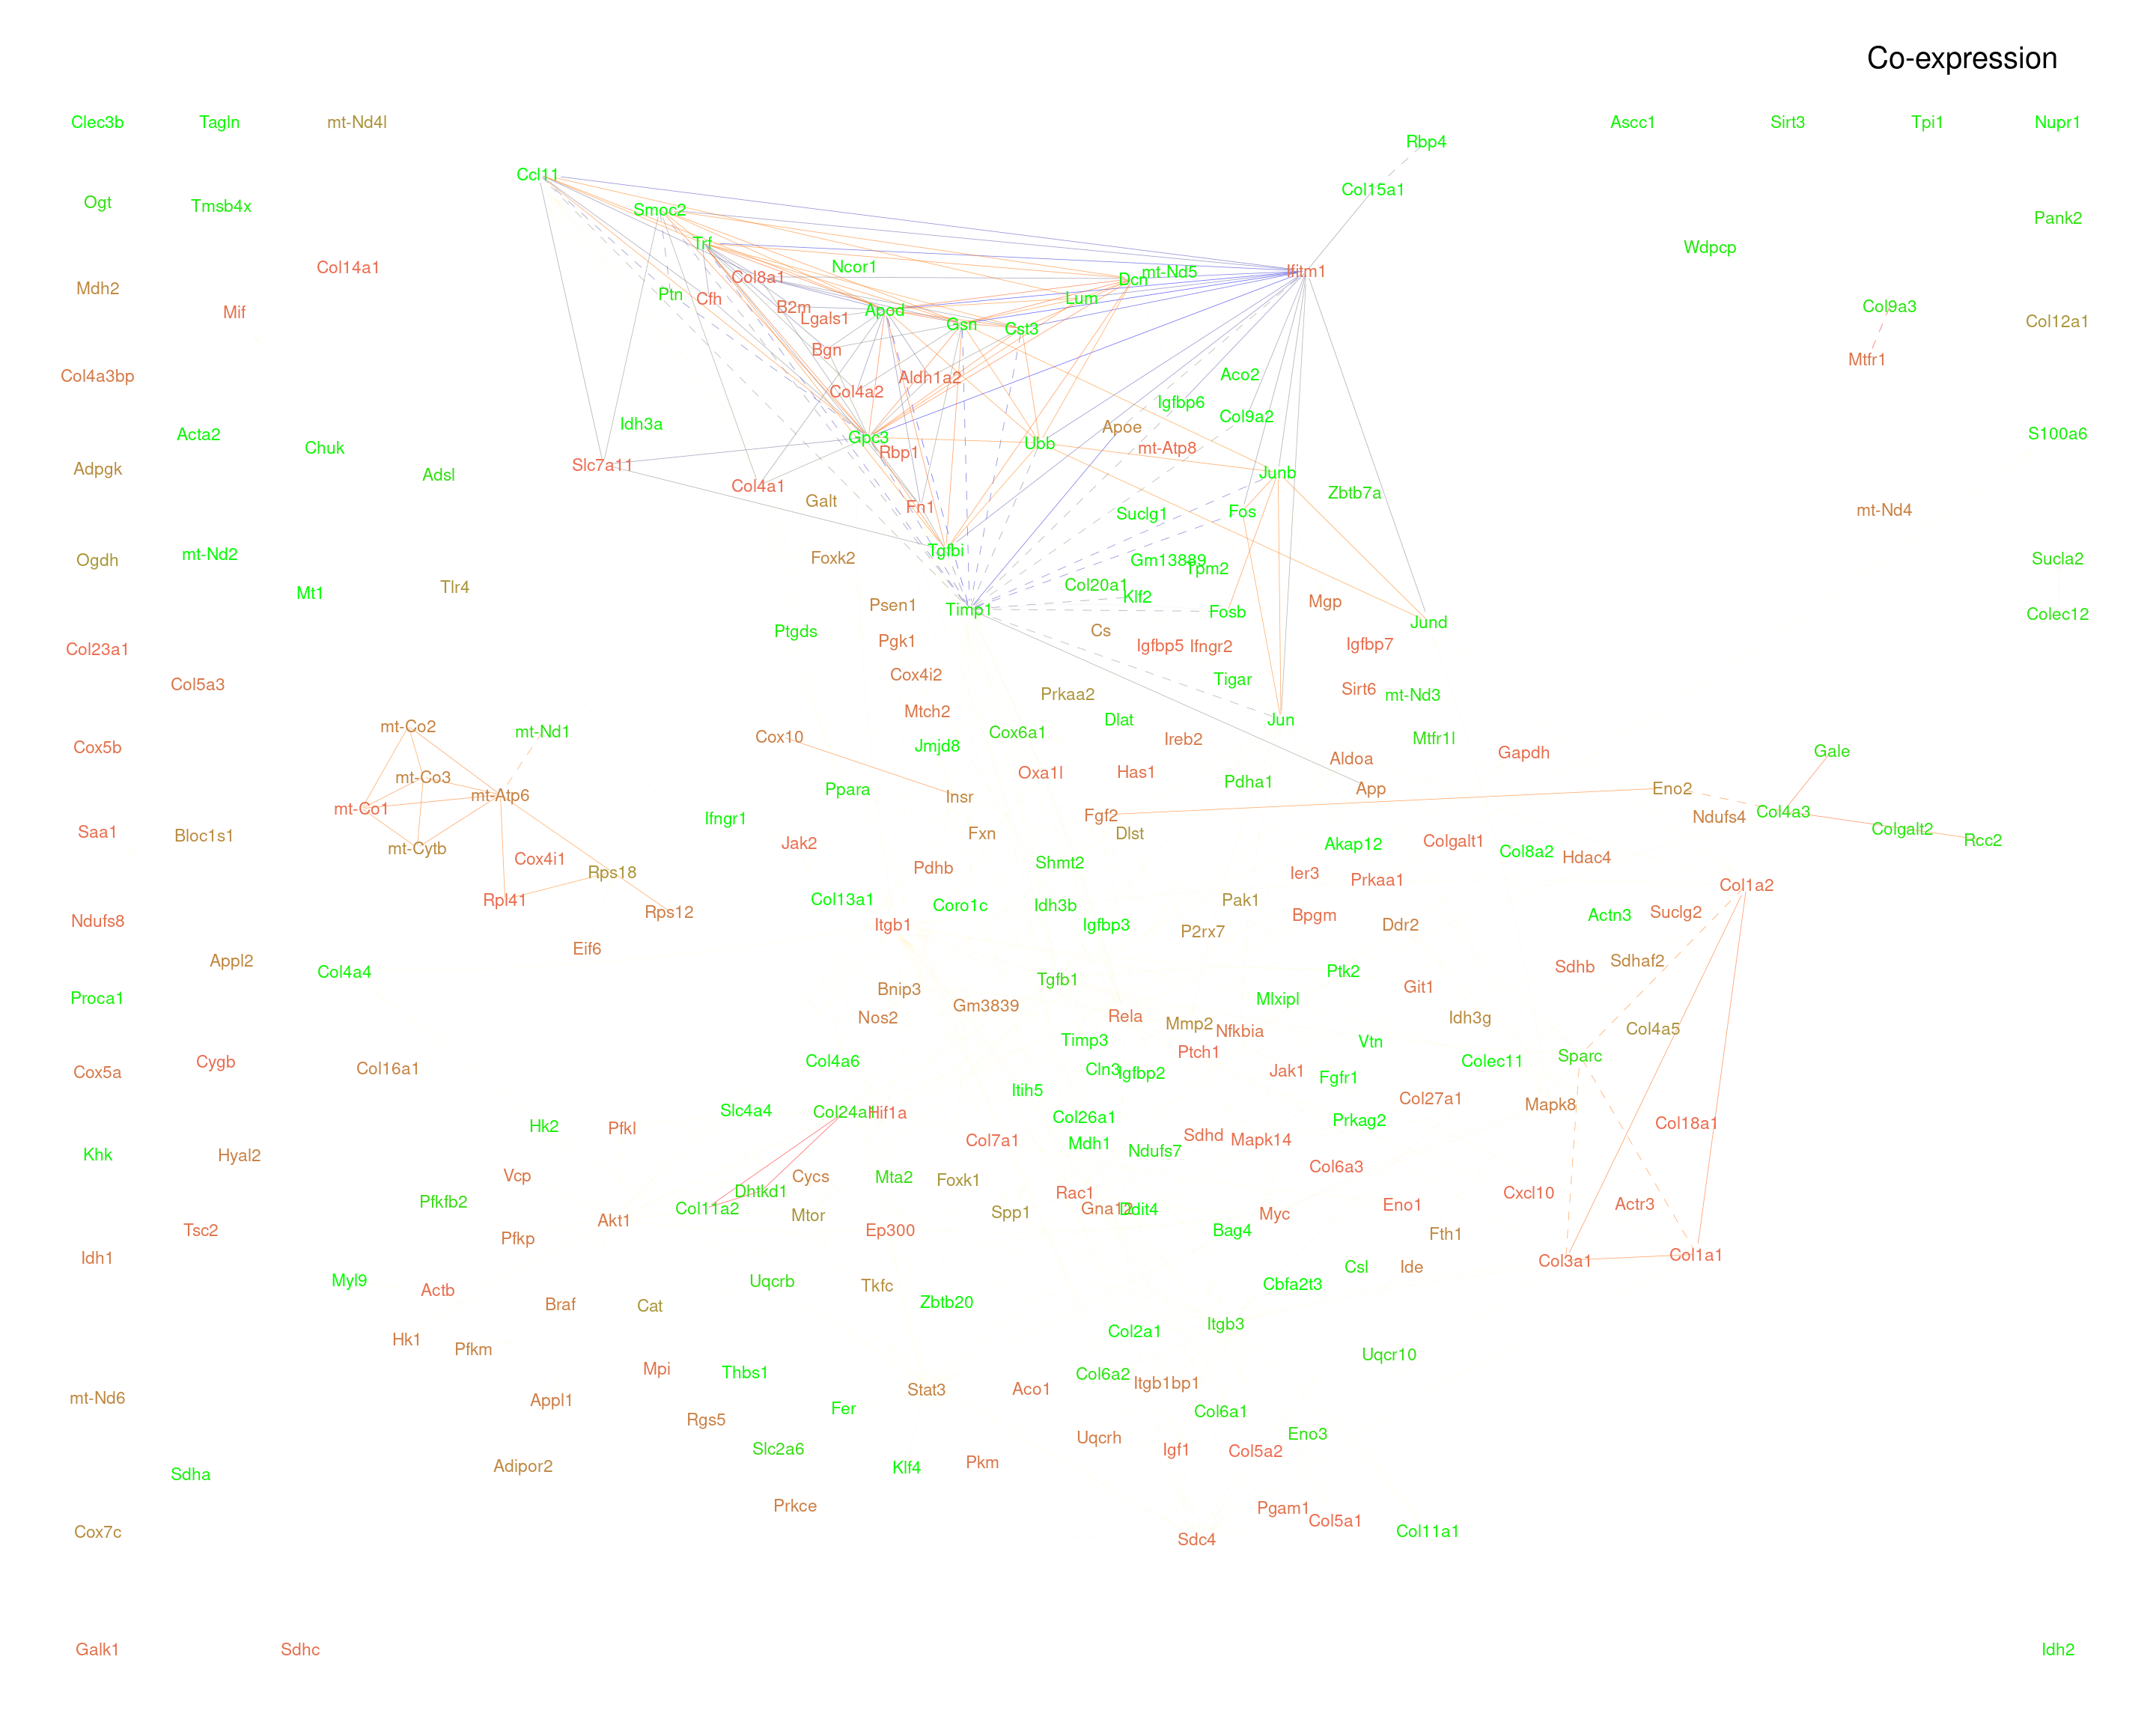 Co-expression
Clec3b Tagln mt-Nd4l Ascc1 Sirt3 Tpi1 Nupr1
Rbp4
Ccl11
Col15a1
Ogt Tmsb4x Smoc2 Pank2
Trf Wdpcp
Col14a1 Ncor1 mt-Nd5 Ifitm1
Col8a1 Dcn
Mdh2 Ptn Cfh Lum
Mif B2m Lgals1 Apod Col9a3
Gsn Cst3 Col12a1
Bgn Mtfr1
Col4a3bp Aldh1a2 Aco2
Col4a2 Igfbp6
Idh3a Col9a2
Acta2 Chuk Gpc3 Ubb Apoe S100a6
Rbp1 mt-Atp8
Adpgk Adsl Slc7a11 Junb
Col4a1 Galt Zbtb7a
Fn1 Suclg1 Fos mt-Nd4
Ogdh mt-Nd2 Foxk2 Tgfbi Gm13889 Tpm2 Sucla2
Mt1 Tlr4 Col20a1 Klf2
Psen1 Timp1 Fosb Mgp Jund Colec12
Ptgds Pgk1 Cs Igfbp5 Ifngr2 Igfbp7
Col23a1
Col5a3 Cox4i2 Prkaa2 Tigar Sirt6 mt-Nd3
Mtch2 Dlat Jun
mt-Co2 mt-Nd1 Cox10 Cox6a1
Cox5b Jmjd8 Ireb2 Mtfr1l Gapdh Gale
mt-Co3 Oxa1l Has1 Aldoa
mt-Atp6 Ppara Insr Pdha1 App Eno2
mt-Co1 Ifngr1 Fgf2 Ndufs4 Col4a3
Saa1 Bloc1s1 Jak2 Fxn Dlst Akap12 Colgalt1 Colgalt2 Rcc2
mt-Cytb Cox4i1 Shmt2 Col8a2 Hdac4
Rps18 Pdhb Ier3 Prkaa1 Col1a2
Rpl41 Rps12 Col13a1 Coro1c Idh3b Pak1
Ndufs8 Itgb1 Igfbp3 P2rx7 Bpgm Ddr2 Actn3 Suclg2
Eif6
Appl2 Col4a4 Tgfb1 Ptk2 Sdhb Sdhaf2
Proca1 Bnip3 Gm3839 Mlxipl Git1
Nos2 Rela Mmp2 Nfkbia Idh3g Col4a5
Timp3 Ptch1 Vtn
Cox5a Cygb Col16a1 Col4a6 Cln3 Igfbp2 Jak1 Fgfr1 Colec11 Sparc
Itih5
Slc4a4 Col24a1 Hif1a Col26a1 Col27a1 Mapk8
Hk2 Pfkl Prkag2 Col18a1
Khk Hyal2 Col7a1 Mdh1 Ndufs7 Sdhd Mapk14
Vcp Cycs Mta2 Foxk1 Col6a3
Pfkfb2 Col11a2 Dhtkd1 Rac1 Cxcl10
Akt1 Mtor Spp1 Gna12 Ddit4 Myc Eno1 Actr3
Tsc2 Pfkp Ep300 Bag4 Fth1
Idh1 Csl Ide Col3a1 Col1a1
Myl9 Actb Uqcrb Tkfc Cbfa2t3
Braf Cat Zbtb20
Hk1 Pfkm Col2a1 Itgb3
Mpi Thbs1 Col6a2 Uqcr10
mt-Nd6 Appl1 Stat3 Aco1 Itgb1bp1
Rgs5 Fer Col6a1
Slc2a6 Uqcrh Igf1 Col5a2 Eno3
Sdha Adipor2 Klf4 Pkm
Prkce Pgam1
Cox7c Sdc4 Col5a1 Col11a1
Galk1 Sdhc Idh2